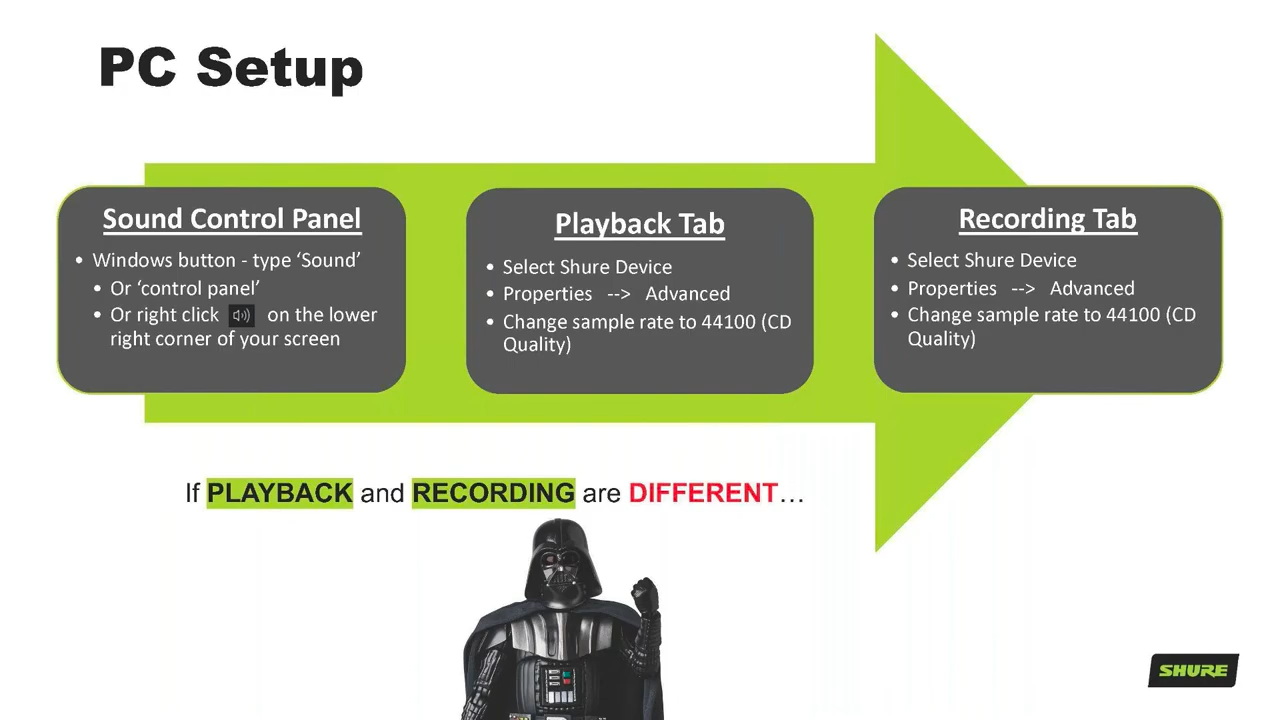 PC Setup
Sound Control Panel
• Windows button - type ‘Sound’
• Or ‘control panel’
• Or right click on the lower
right corner of your screen
Playback Tab
• Select Shure Device
• Properties --> Advanced
• Change sample rate to 44100 (CD
Quality)
Recording Tab
• Select Shure Device
• Properties --> Advanced
• Change sample rate to 44100 (CD
Quality)
If PLAYBACK and RECORDING are DIFFERENT…
SHURE